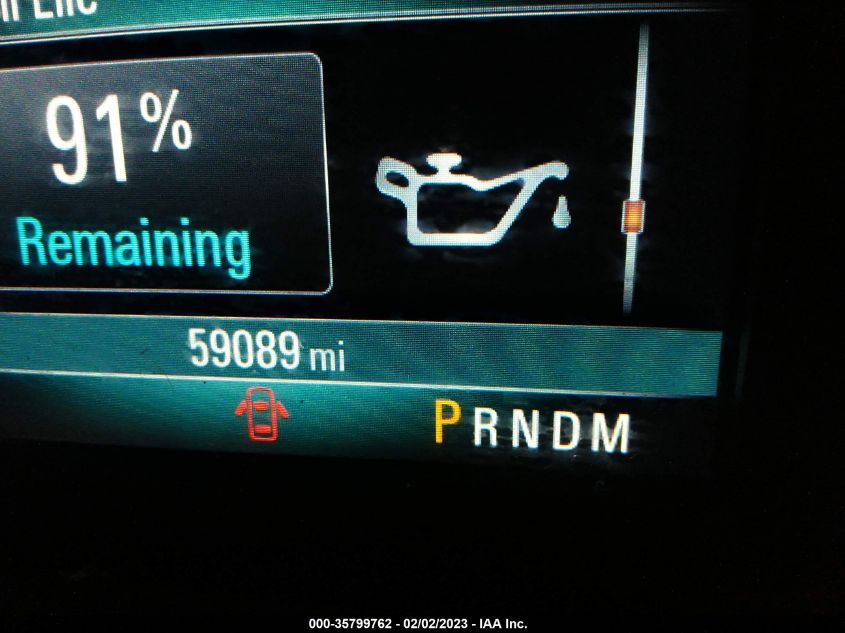 91%
Remaining
59089 mi
PRNDM
000-35799762 - 02/02/2023 - IAA Inc.